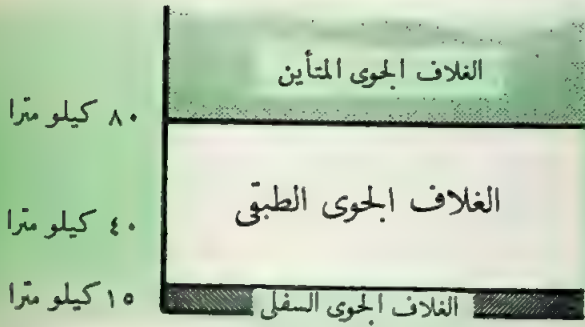 الغلاف الجوى المتأين
٨٠ كيلو مترا
الغلاف الجوى الطبقى
٤٠ كيلو مترا
١٥ كيلو مترا
الغلاف الجوى السفلى